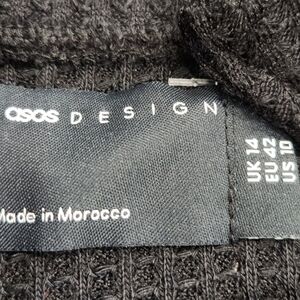 asos DESIGN
Made in Morocco
UK 14
EU 42
US 10